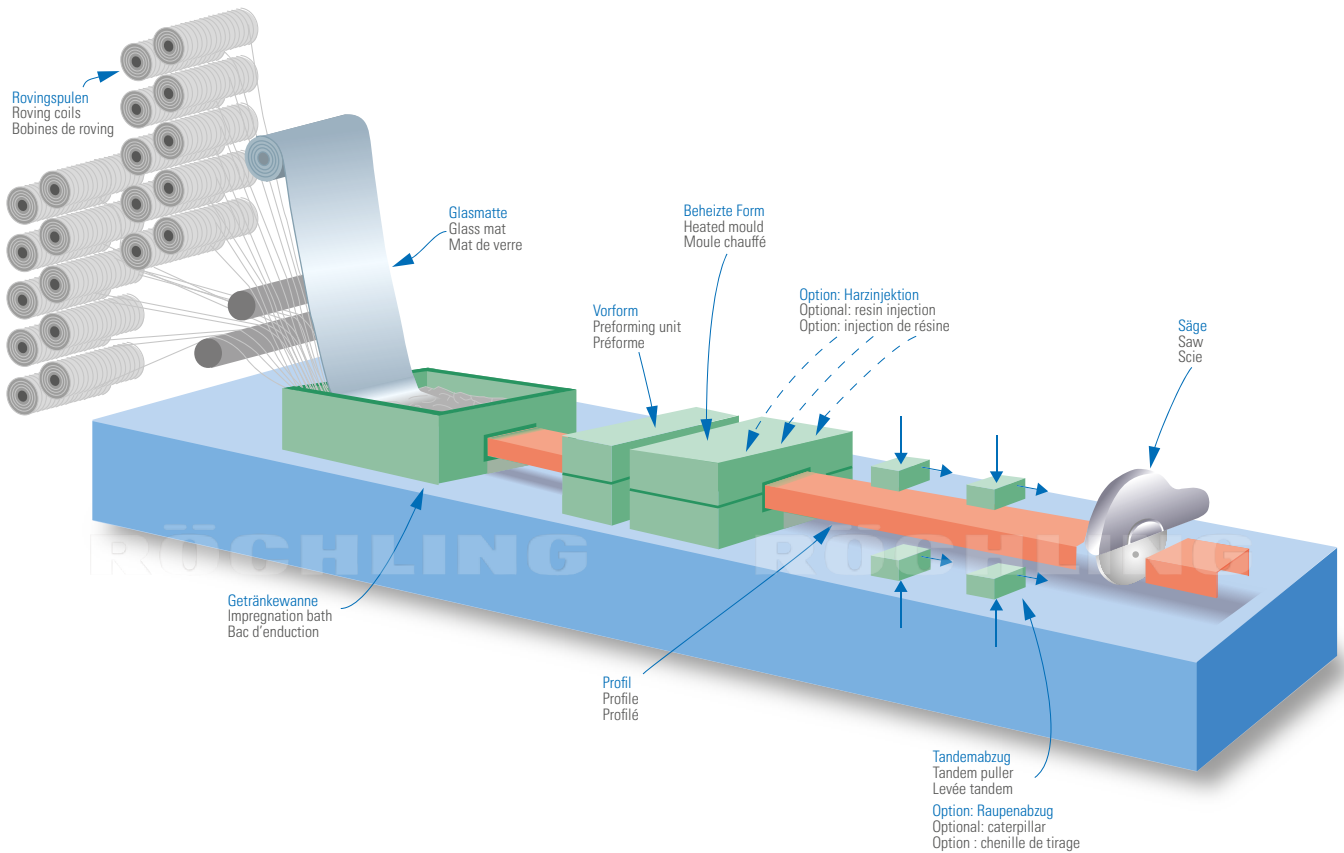 Rovingspulen
Roving coils
Bobines de roving
Glasmatte
Glass mat
Mat de verre
Beheizte Form
Heated mould
Moule chauffé
Vorform
Preforming unit
Préforme
Option: Harzinjektion
Optional: resin injection
Option: injection de résine
Säge
Saw
Scie
RÖCHLING
RÖCHLING
Getränkewanne
Impregnation bath
Bac d'enduction
Profil
Profile
Profilé
Tandemabzug
Tandem puller
Levée tandem
Option: Raupenabzug
Optional: caterpillar
Option : chenille de tirage